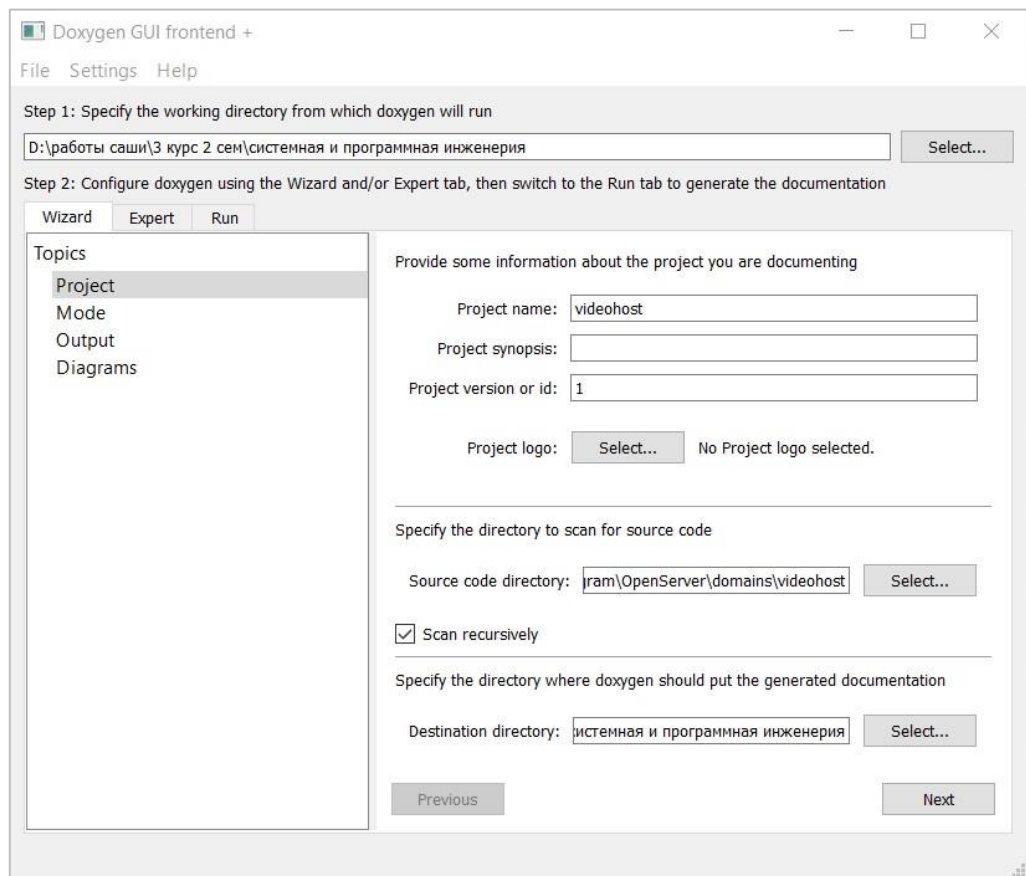 Doxygen GUI frontend +
File Settings Help
Step 1: Specify the working directory from which doxygen will run
D:\работы саши\3 курс 2 сем\системная и программная инженерия Select...
Step 2: Configure doxygen using the Wizard and/or Expert tab, then switch to the Run tab to generate the documentation
Wizard Expert Run
Topics
Project
Mode
Output
Diagrams
Provide some information about the project you are documenting
Project name: videohost
Project synopsis:
Project version or id: 1
Project logo: Select... No Project logo selected.
Specify the directory to scan for source code
Source code directory: gram\OpenServer\domains\videohost Select...
Scan recursively
Specify the directory where doxygen should put the generated documentation
Destination directory: истемная и программная инженерия Select...
Previous Next